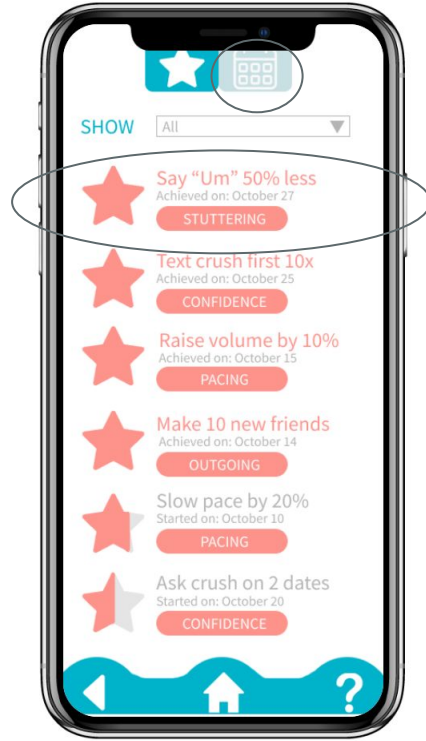 SHOW All
Say “Um” 50% less
Achieved on: October 27
STUTTERING
Text crush first 10x
Achieved on: October 25
CONFIDENCE
Raise volume by 10%
Achieved on: October 15
PACING
Make 10 new friends
Achieved on: October 14
OUTGOING
Slow pace by 20%
Started on: October 10
PACING
Ask crush on 2 dates
Started on: October 20
CONFIDENCE
?